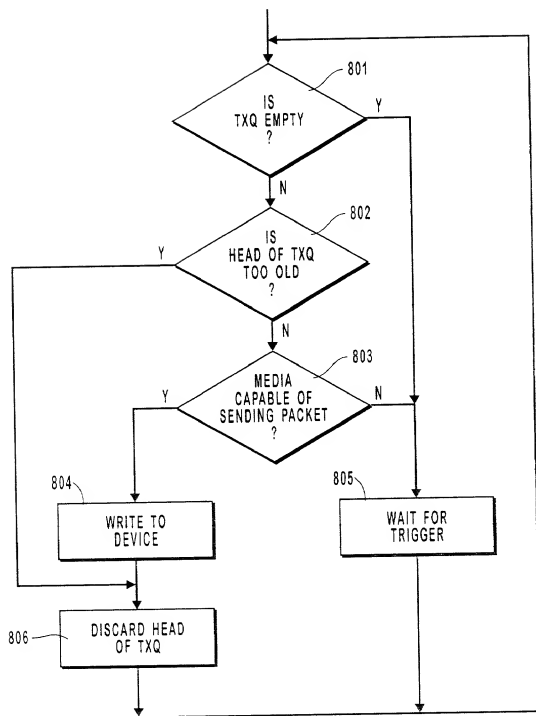 801
IS
TXQ EMPTY
?
Y
N
802
IS
HEAD OF TXQ
TOO OLD
?
Y
N
803
MEDIA
CAPABLE OF
SENDING PACKET
?
Y
N
804
WRITE TO
DEVICE
805
WAIT FOR
TRIGGER
806
DISCARD HEAD
OF TXQ